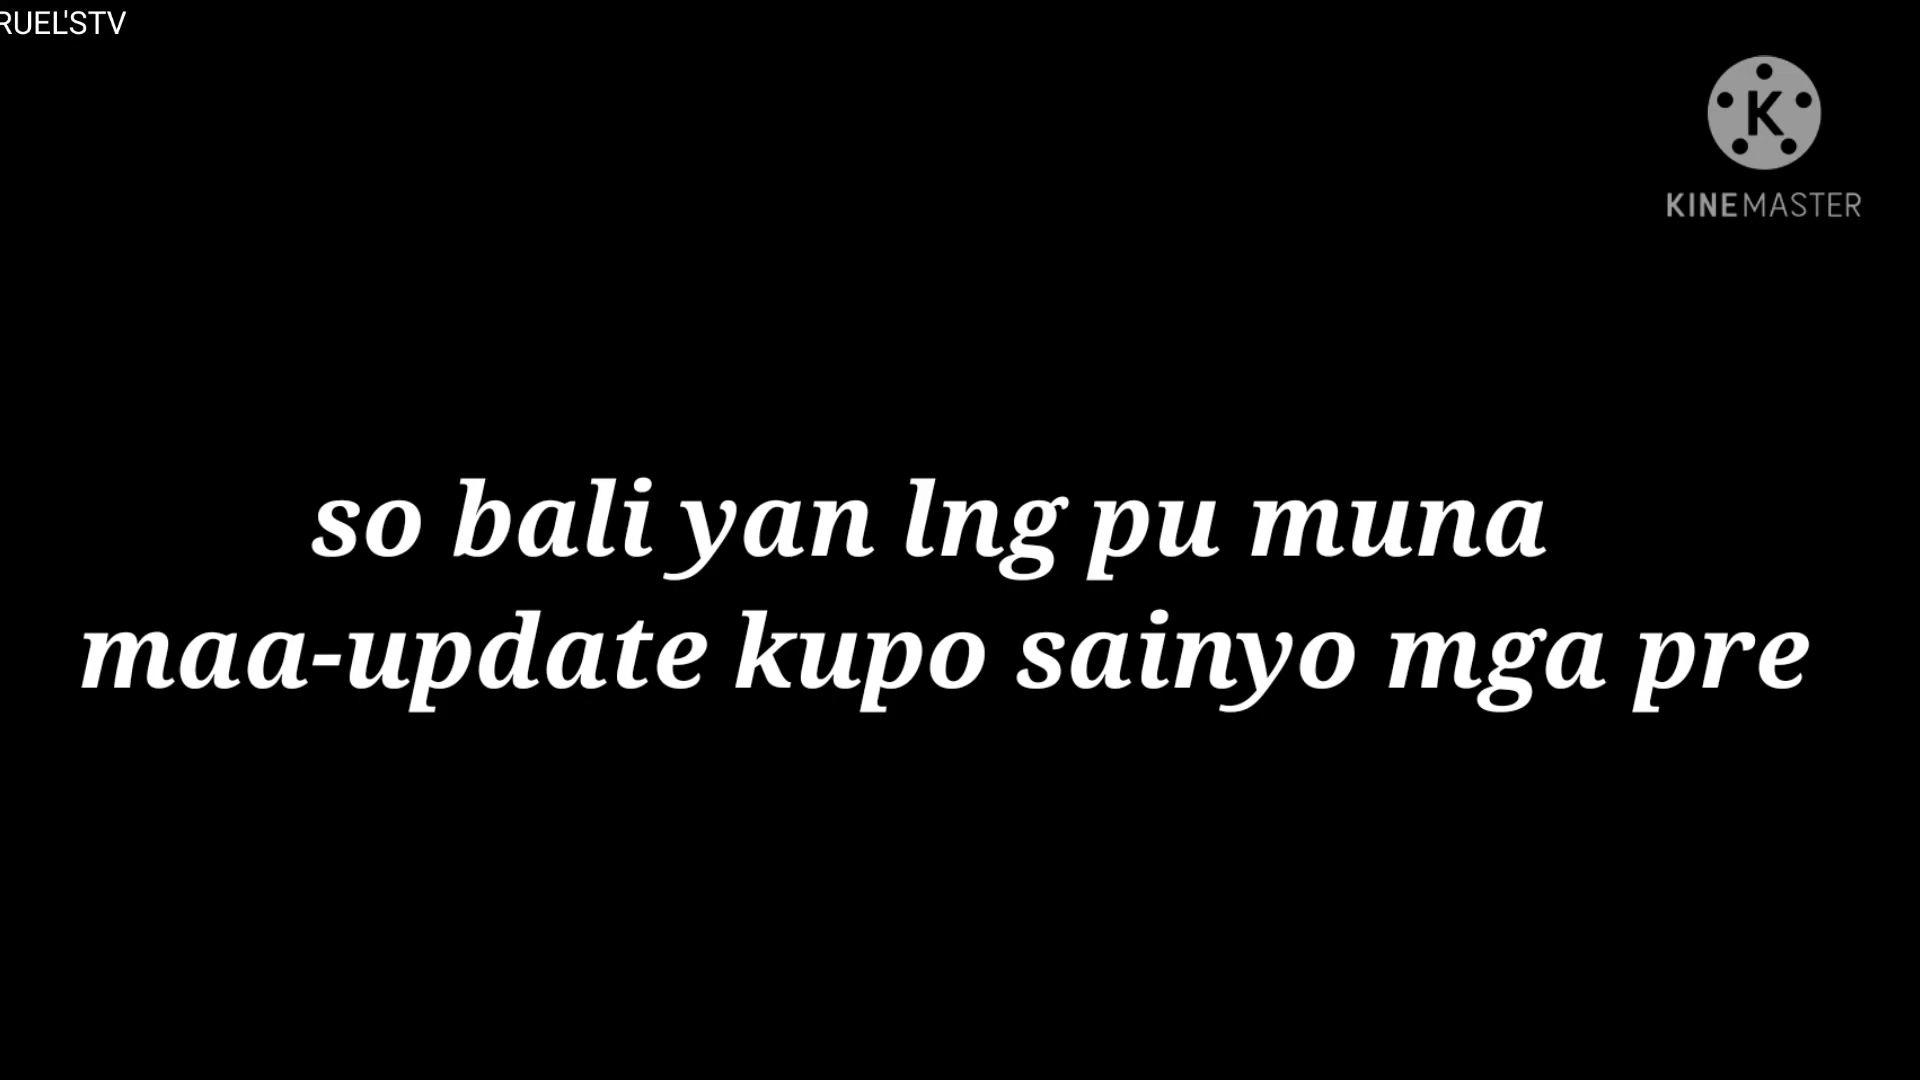 RUEL'STV
K
KINEMASTER
so bali yan lng pu muna
maa-update kupo sainyo mga pre